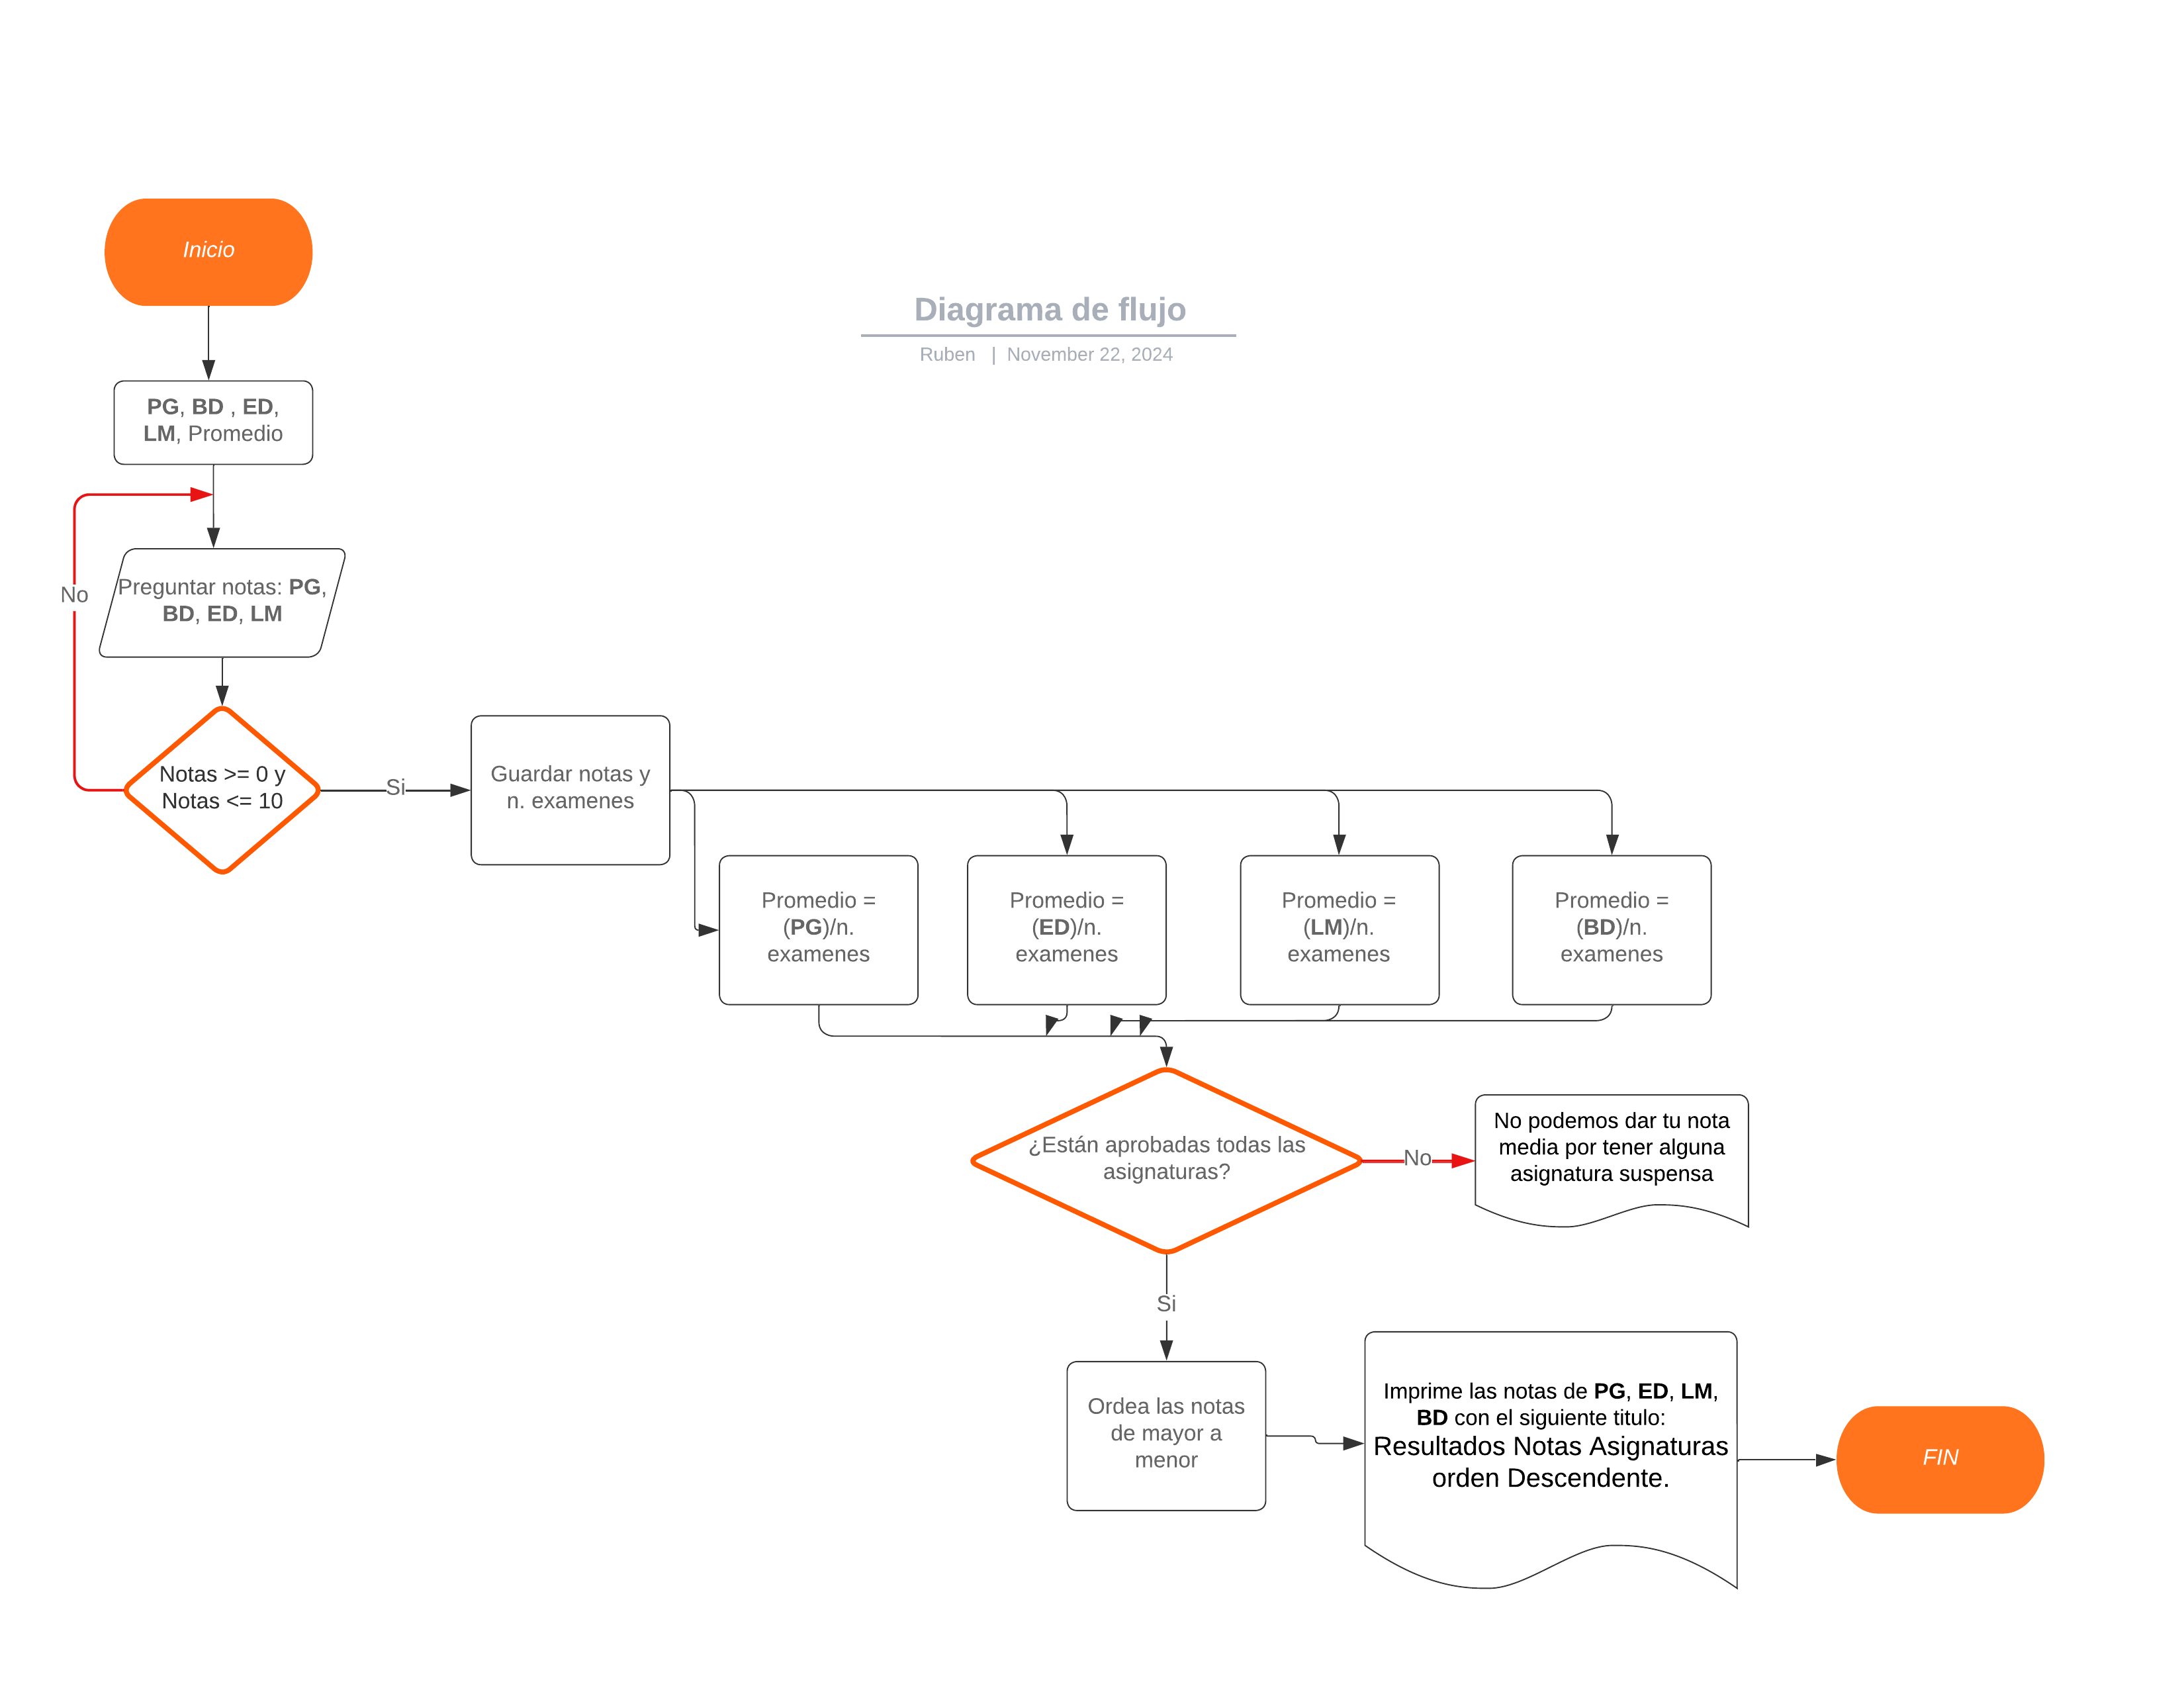 Inicio
Diagrama de flujo
Ruben | November 22, 2024
PG, BD , ED,
LM, Promedio
No
Preguntar notas: PG,
BD, ED, LM
Notas >= 0 y
Notas <= 10
Si
Guardar notas y
n. examenes
Promedio =
(PG)/n.
examenes
Promedio =
(ED)/n.
examenes
Promedio =
(LM)/n.
examenes
Promedio =
(BD)/n.
examenes
¿Están aprobadas todas las
asignaturas?
No
No podemos dar tu nota
media por tener alguna
asignatura suspensa
Si
Ordea las notas
de mayor a
menor
Imprime las notas de PG, ED, LM,
BD con el siguiente titulo:
Resultados Notas Asignaturas
orden Descendente.
FIN